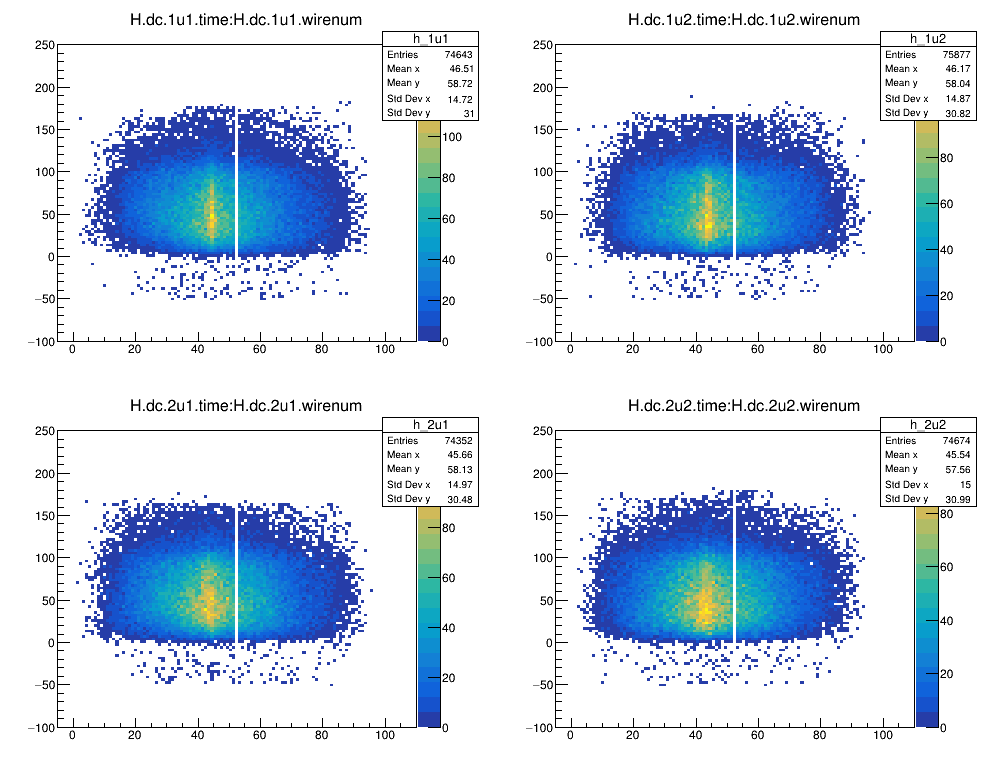 H.dc.1u1.time:H.dc.1u1.wirenum
h_1u1
Entries 74643
Mean x 46.51
Mean y 58.72
Std Dev x 14.72
Std Dev y 31
250
200
150
100
50
0
−50
−100
0 20 40 60 80 100
100
80
60
40
20
0
H.dc.1u2.time:H.dc.1u2.wirenum
h_1u2
Entries 75877
Mean x 46.17
Mean y 58.04
Std Dev x 14.87
Std Dev y 30.82
250
200
150
100
50
0
−50
−100
0 20 40 60 80 100
80
60
40
20
0
H.dc.2u1.time:H.dc.2u1.wirenum
h_2u1
Entries 74352
Mean x 45.66
Mean y 58.13
Std Dev x 14.97
Std Dev y 30.48
250
200
150
100
50
0
−50
−100
0 20 40 60 80 100
80
60
40
20
0
H.dc.2u2.time:H.dc.2u2.wirenum
h_2u2
Entries 74674
Mean x 45.54
Mean y 57.56
Std Dev x 15
Std Dev y 30.99
250
200
150
100
50
0
−50
−100
0 20 40 60 80 100
80
60
40
20
0